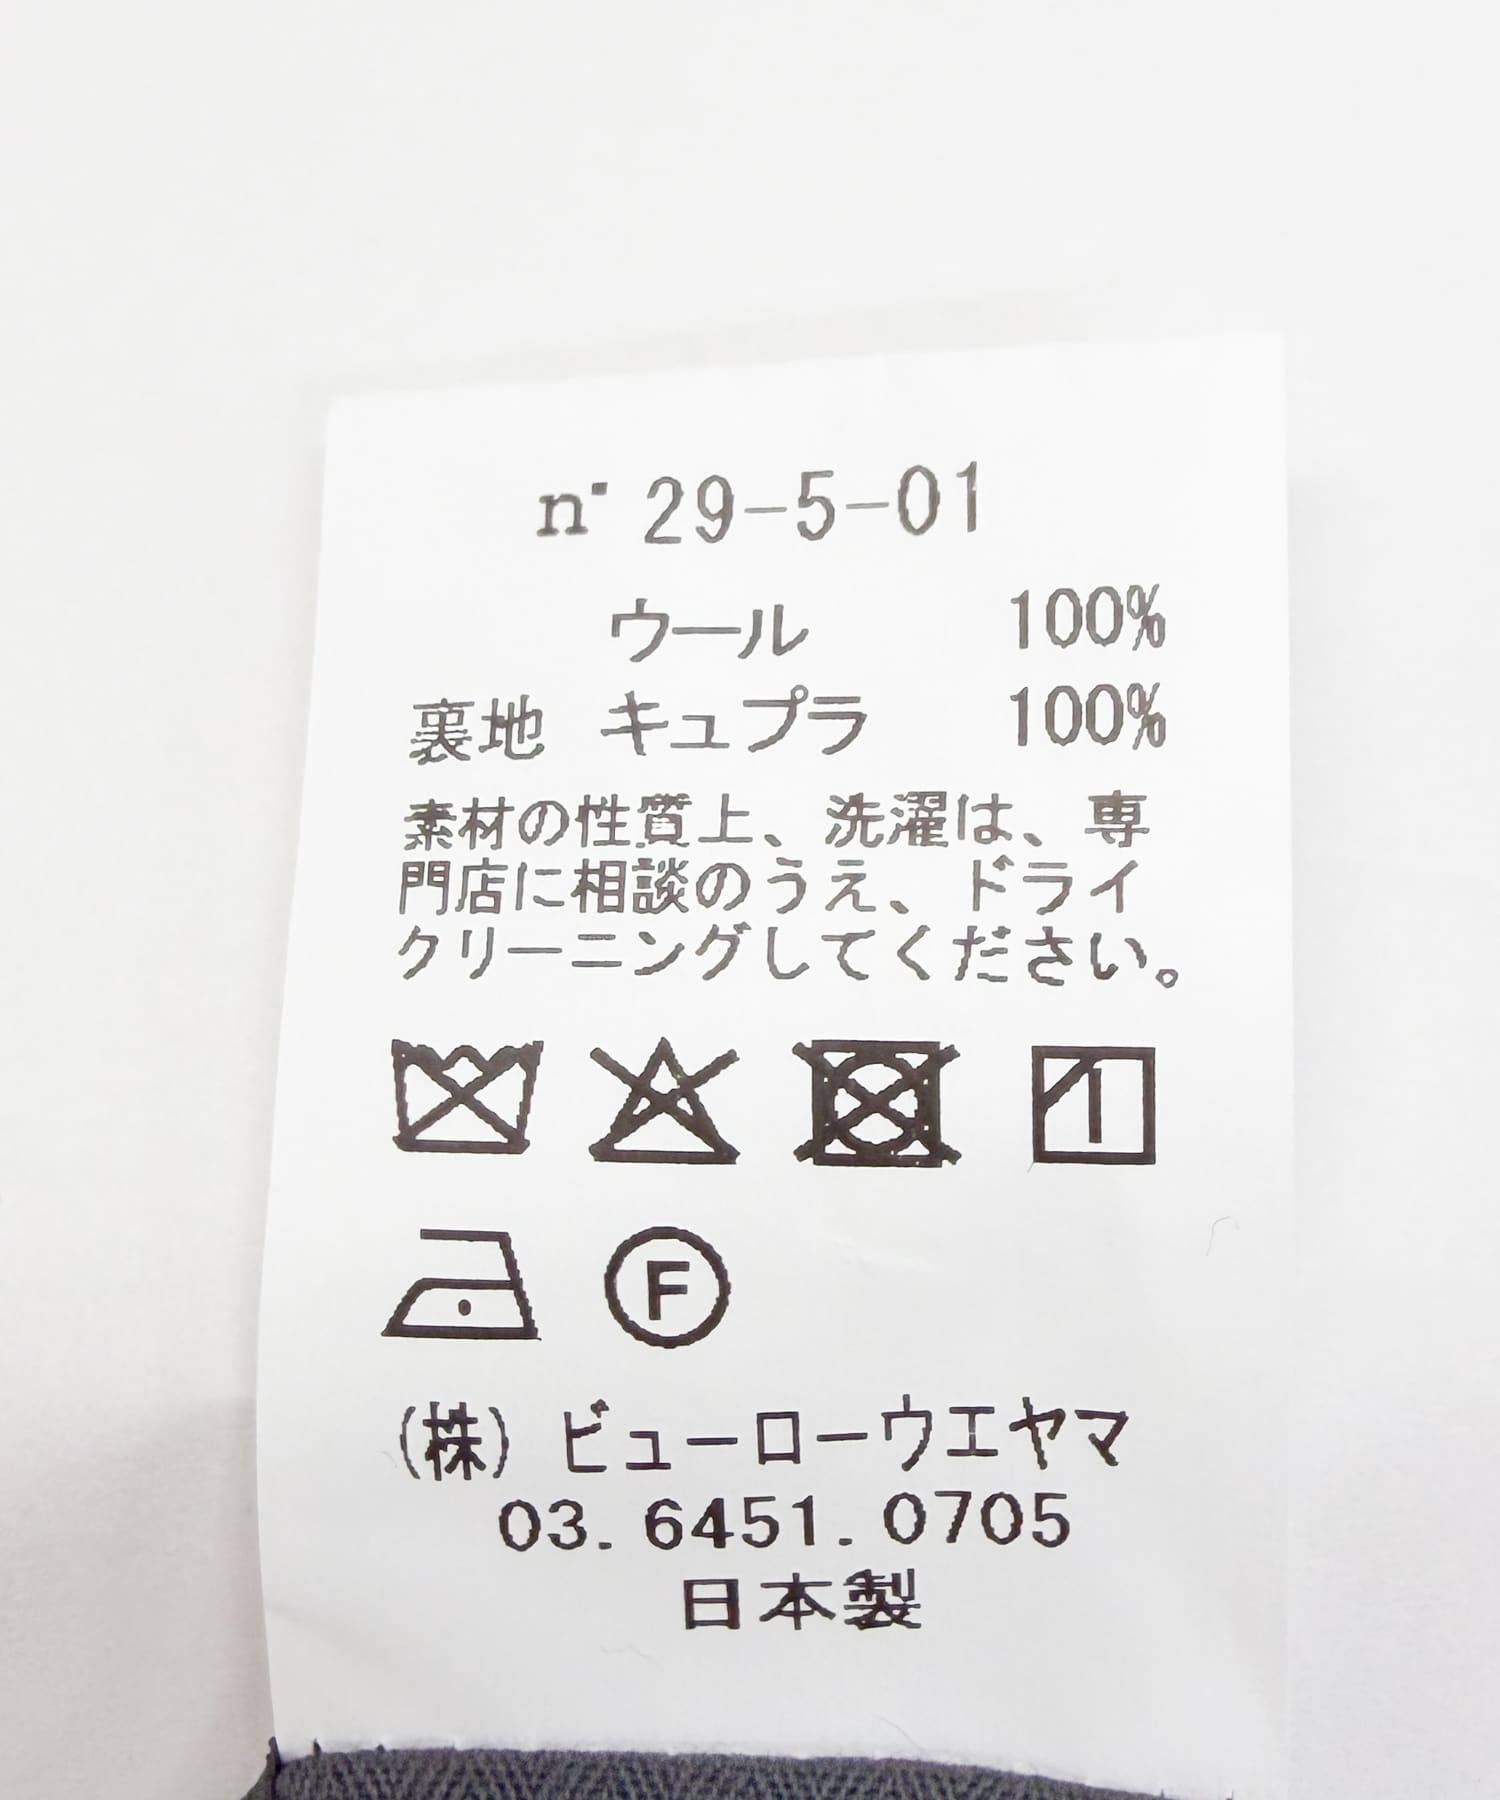 n° 29-5-01
ウール 100%
裏地 キュプラ 100%
素材の性質上、洗濯は、専
門店に相談のうえ、ドライ
クリーニングしてください。
F
(株) ビューローウエヤマ
03. 6451. 0705
日本製